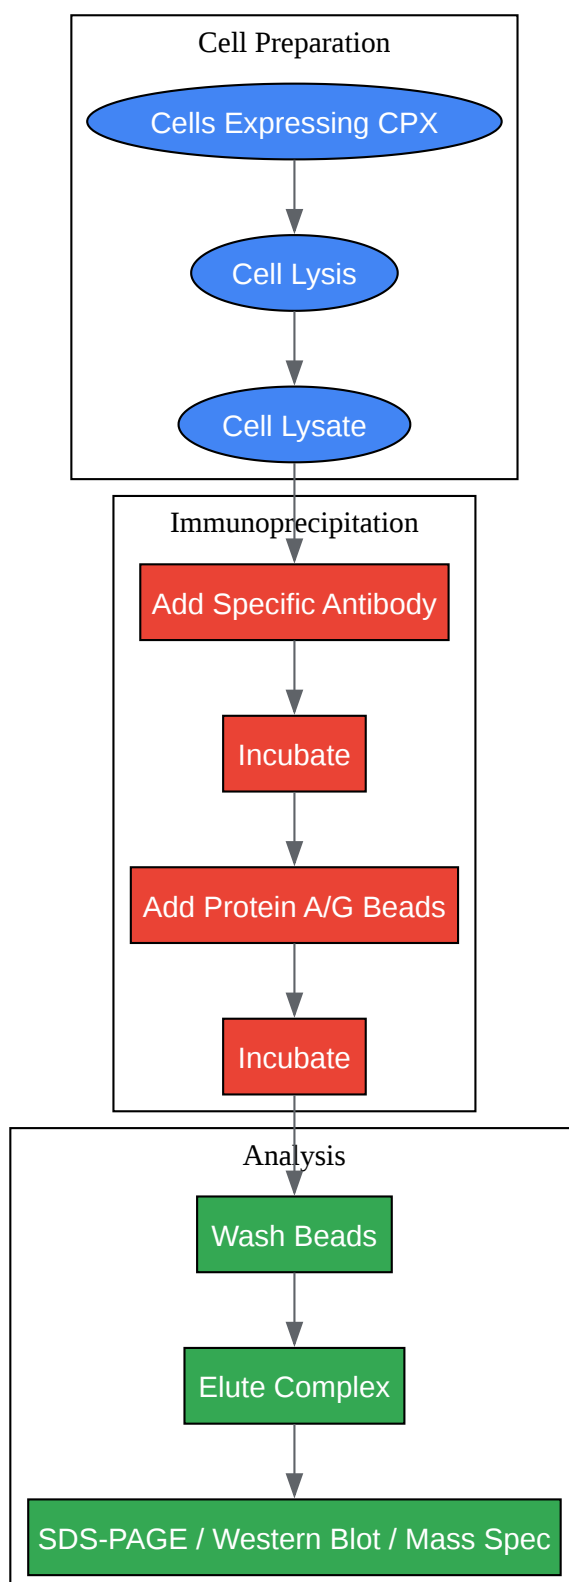 Cell Preparation
Cells Expressing CPX
Cell Lysis
Cell Lysate
Immunoprecipitation
Add Specific Antibody
Incubate
Add Protein A/G Beads
Incubate
Analysis
Wash Beads
Elute Complex
SDS-PAGE / Western Blot / Mass Spec